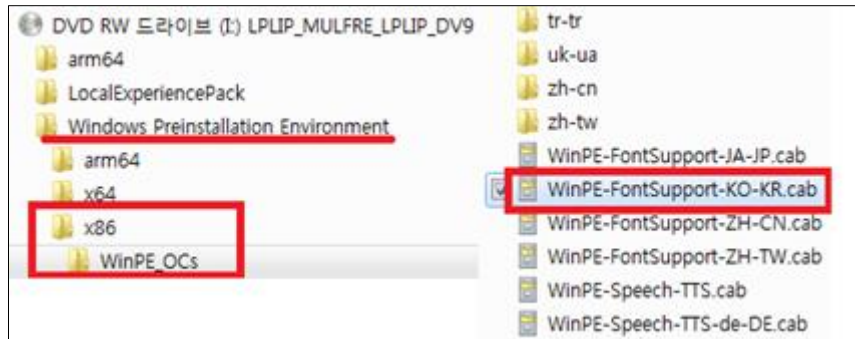 DVD RW 드라이브 (I:) LPLIP_MULFRE_LPLIP_DV9
arm64
LocalExperiencePack
Windows Preinstallation Environment
arm64
x64
x86
WinPE_OCs
tr-tr
uk-ua
zh-cn
zh-tw
WinPE-FontSupport-JA-JP.cab
WinPE-FontSupport-KO-KR.cab
WinPE-FontSupport-ZH-CN.cab
WinPE-FontSupport-ZH-TW.cab
WinPE-Speech-TTS.cab
WinPE-Speech-TTS-de-DE.cab